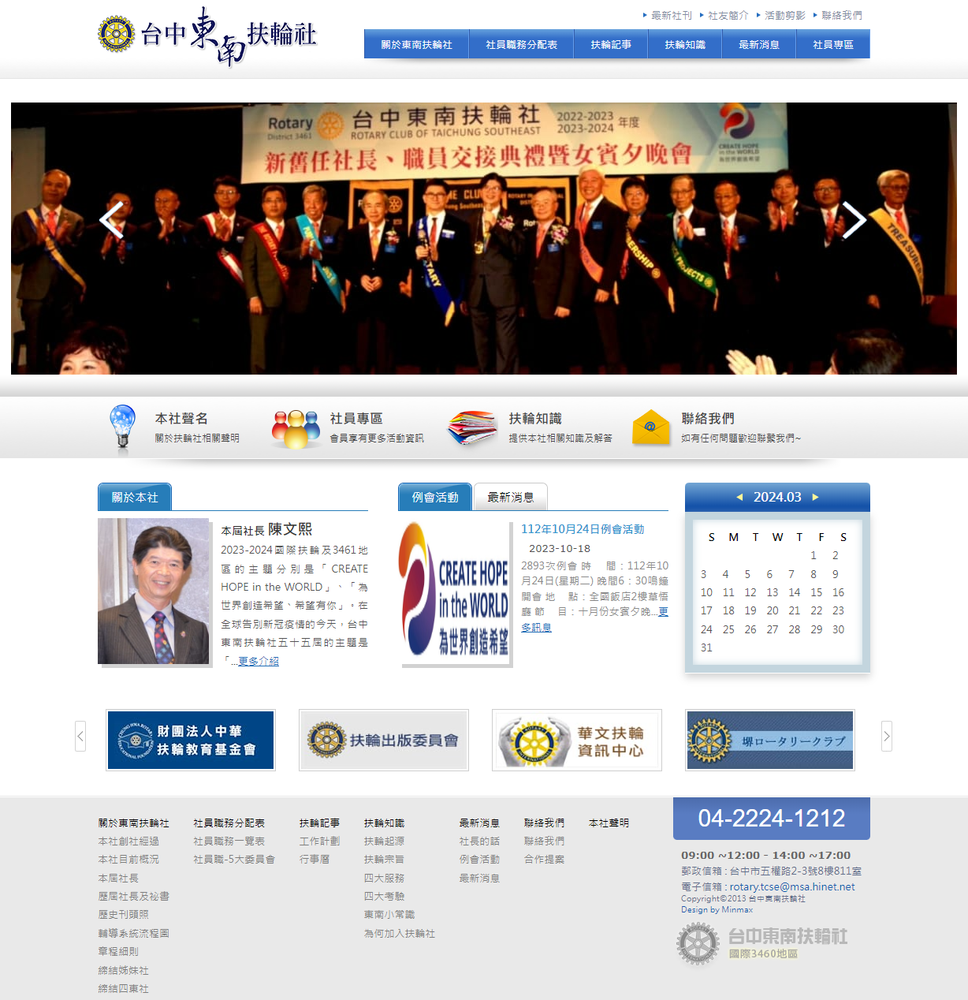 台中東南扶輪社
最新社刊
社友簡介
活動剪影
聯絡我們
關於東南扶輪社
社員職務分配表
扶輪記事
扶輪知識
最新消息
社員專區
Rotary
District 3461
台中東南扶輪社
ROTARY CLUB OF TAICHUNG SOUTHEAST
2022-2023
2023-2024 年度
新舊任社長、職員交接典禮暨女賓夕晚會
CREATE HOPE
in the WORLD
為世界創造希望
ROTARY
TREASURER
PROJECTS
本社聲名
關於扶輪社相關聲明
社員專區
會員享有更多活動資訊
扶輪知識
提供本社相關知識及解答
聯絡我們
如有任何問題歡迎聯繫我們~
關於本社
本屆社長 陳文熙
2023-2024國際扶輪及3461地
區的主題分別是「CREATE
HOPE in the WORLD」、「為
世界創造希望、希望有你」。在
全球告別新冠疫情的今天，台中
東南扶輪社五十五屆的主題是
「...更多介紹
例會活動
最新消息
CREATE HOPE
in the WORLD
為世界創造希望
112年10月24日例會活動
2023-10-18
2893次例會 時 間：112年10
月24日(星期二) 晚間6：30鳴鐘
開會 地 點：全國飯店2樓草悟
廳 節 目：十月份女賓夕晚...更
多訊息
2024.03
S M T W T F S
1 2
3 4 5 6 7 8 9
10 11 12 13 14 15 16
17 18 19 20 21 22 23
24 25 26 27 28 29 30
31
財團法人中華
扶輪教育基金會
扶輪出版委員會
華文扶輪
資訊中心
堺ロータリークラブ
關於東南扶輪社
本社創社經過
本社目前概況
本屆社長
歷屆社長及祕書
歷史刊頭照
輔導系統流程圖
章程細則
締結姊妹社
締結四東社
社員職務分配表
社員職務一覽表
社員職-5大委員會
扶輪記事
工作計劃
行事曆
扶輪知識
扶輪起源
扶輪宗旨
四大服務
四大考驗
東南小常識
為何加入扶輪社
最新消息
社長的話
例會活動
最新消息
聯絡我們
聯絡我們
合作提案
本社聲明
04-2224-1212
09:00 ~12:00 - 14:00 ~17:00
郵政信箱 : 台中市五權路2-3號8樓811室
電子信箱 : rotary.tcse@msa.hinet.net
Copyright©2013 台中東南扶輪社
Design by Minmax
台中東南扶輪社
國際3460地區